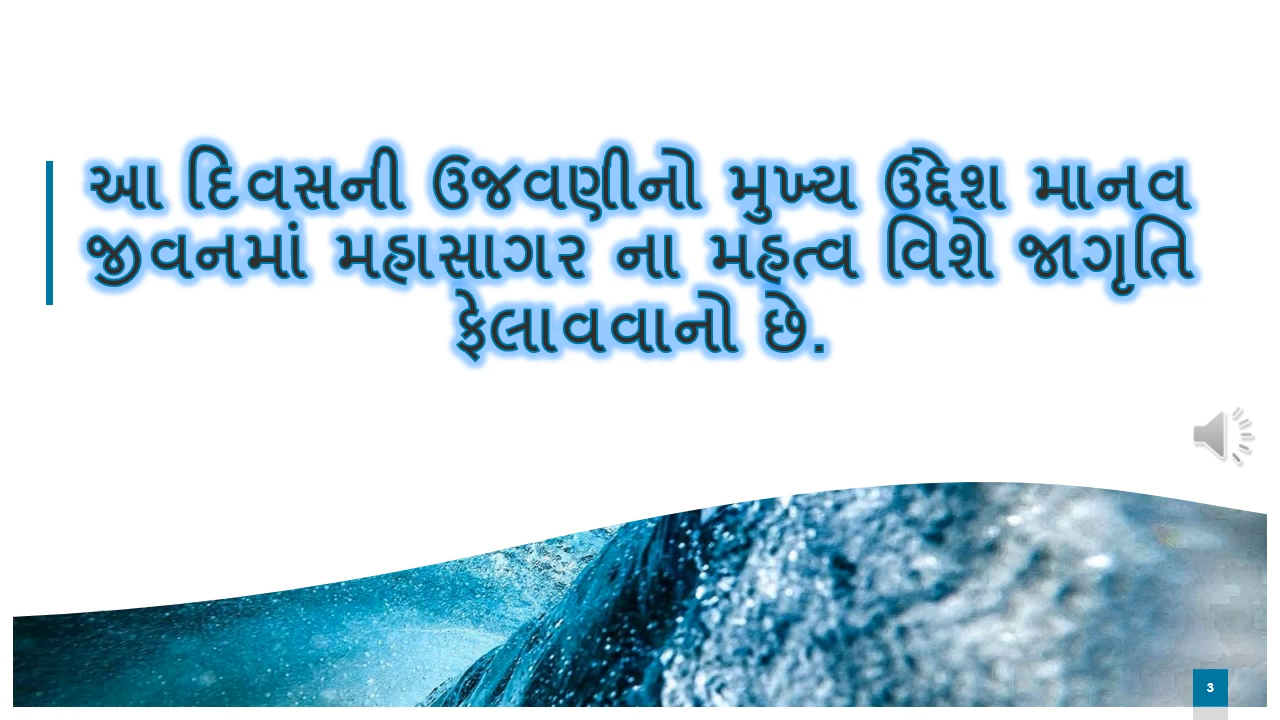 આ દિવસની ઉજવણીનો મુખ્ય ઉદ્દેશ માનવ
જીવનમાં મહાસાગર ના મહત્વ વિશે જાગૃતિ
ફેલાવવાનો છે.
3